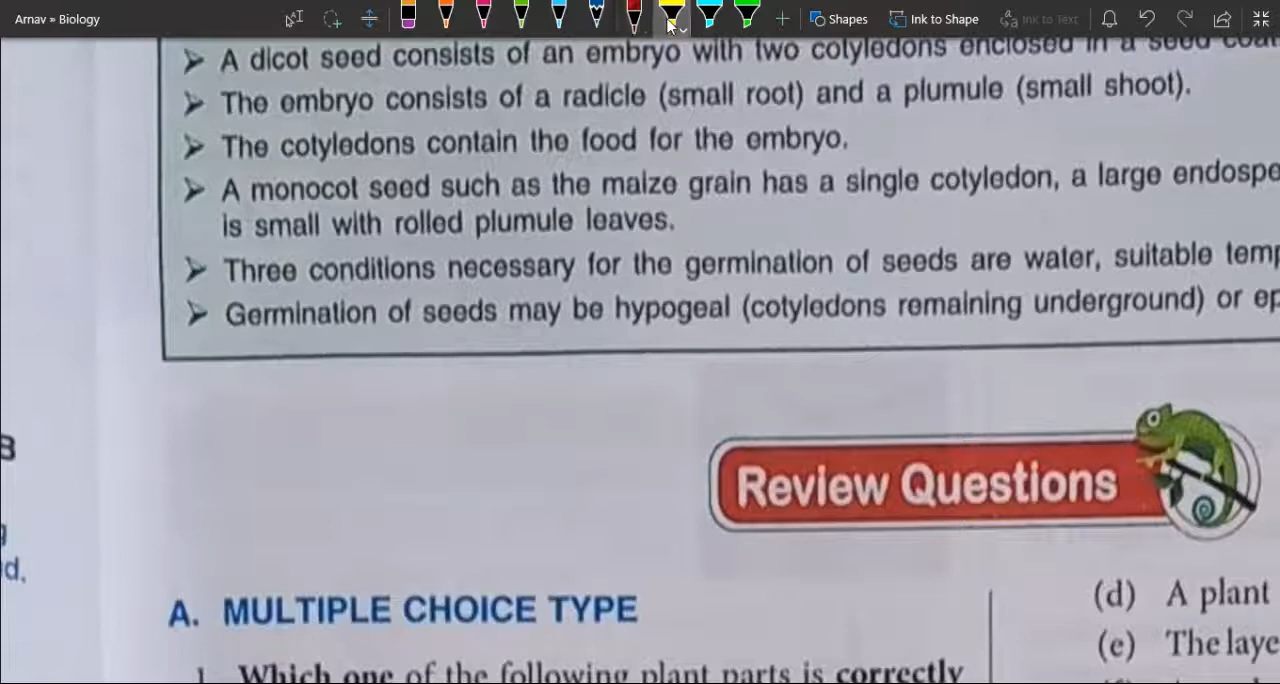 Arnav » Biology
Shapes
Ink to Shape
Ink to Text
A dicot seed consists of an embryo with two cotyledons enclosed in a seed coat
The embryo consists of a radicle (small root) and a plumule (small shoot).
The cotyledons contain the food for the embryo.
A monocot seed such as the maize grain has a single cotyledon, a large endospe
is small with rolled plumule leaves.
Three conditions necessary for the germination of seeds are water, suitable temp
Germination of seeds may be hypogeal (cotyledons remaining underground) or ep
B
d,
Review Questions
A. MULTIPLE CHOICE TYPE
1. Which one of the following plant parts is correctly
(d) A plant
(e) The laye